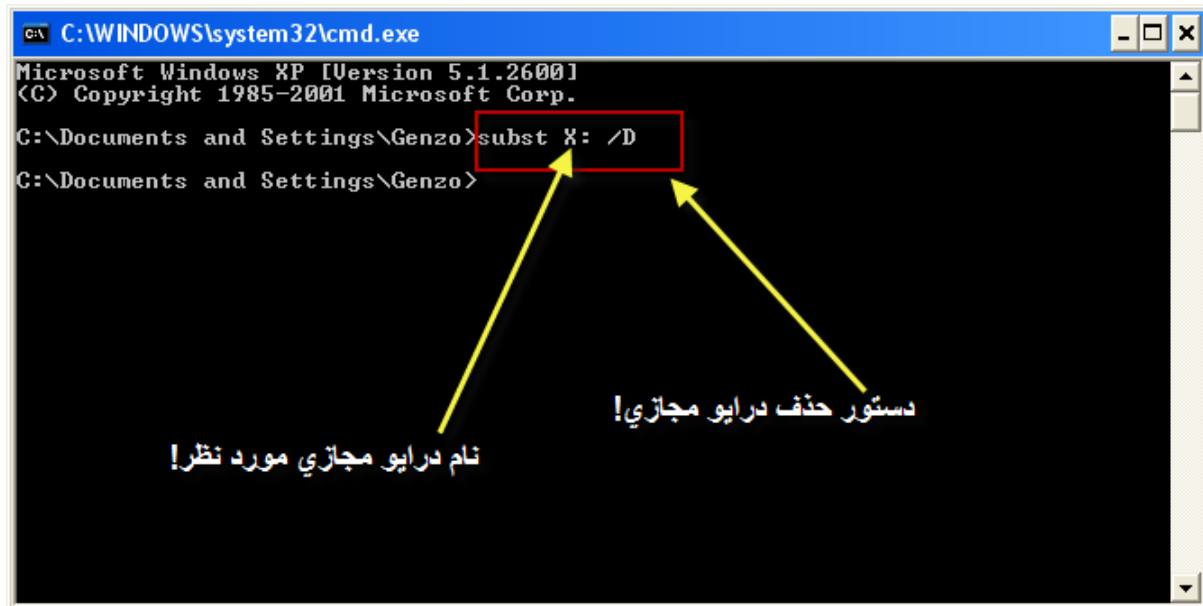 C:\WINDOWS\system32\cmd.exe
Microsoft Windows XP [Version 5.1.2600]
(C) Copyright 1985-2001 Microsoft Corp.
C:\Documents and Settings\Genzo>subst X: /D
C:\Documents and Settings\Genzo>
دستور حذف درايو مجازي!
نام درايو مجازي مورد نظر!